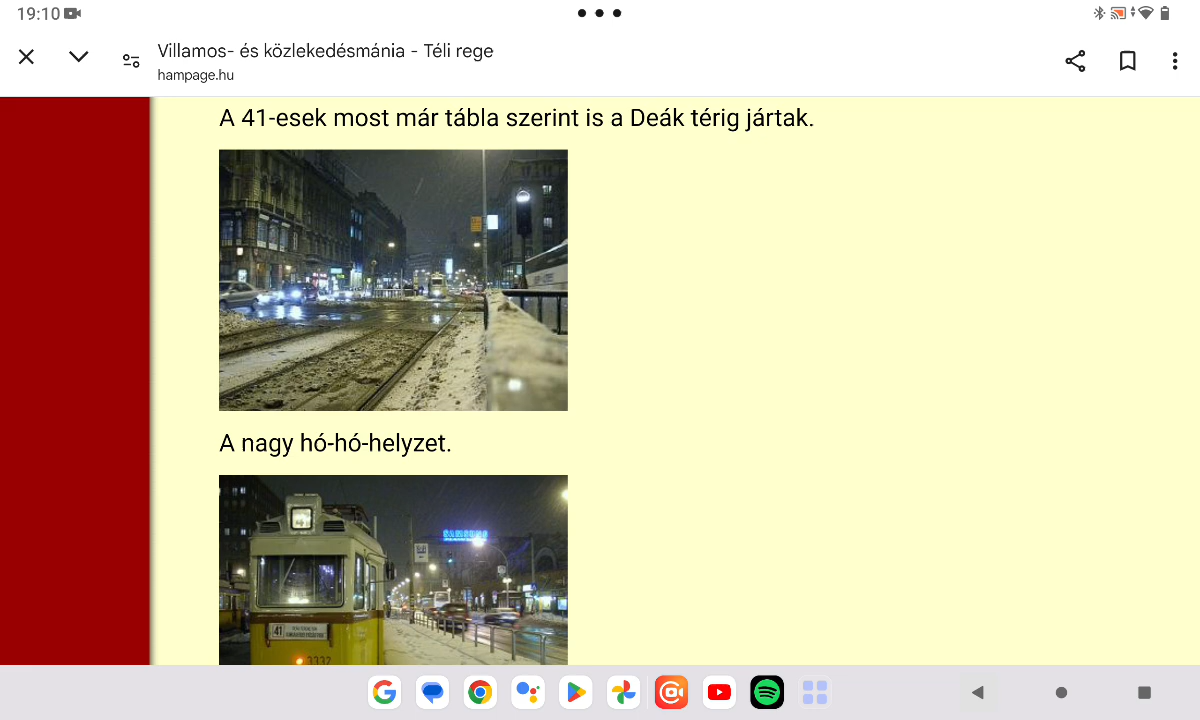 19:10
Villamos- és közlekedésmánia - Téli rege
hampage.hu
A 41-esek most már tábla szerint is a Deák térig jártak.
A nagy hó-hó-helyzet.
SAMSUNG
41
3332